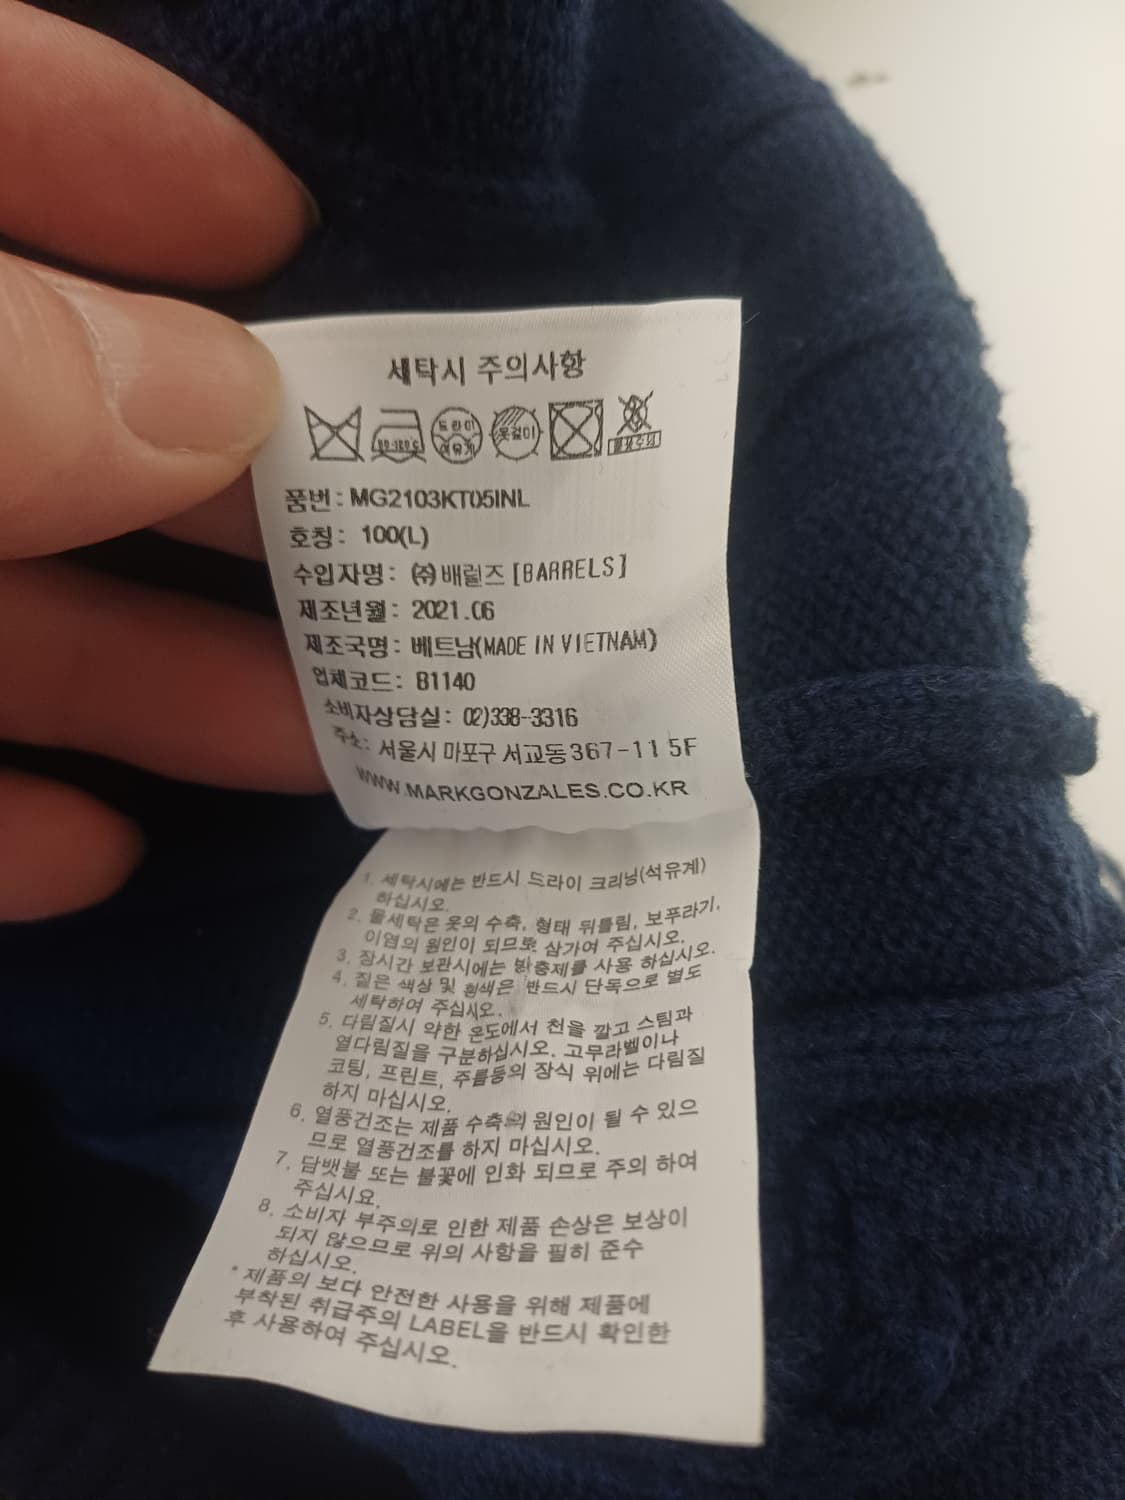 세탁시 주의사항
80-120℃ 드라이 석유계 옷걸이 불꽃주의
품번: MG2103KT05INL
호칭: 100(L)
수입자명: ㈜배럴즈 [BARRELS]
제조년월: 2021.06
제조국명: 베트남(MADE IN VIETNAM)
업체코드: B1140
소비자상담실: 02)338-3316
주소: 서울시 마포구 서교동367-11 5F
WWW.MARKGONZALES.CO.KR
1. 세탁시에는 반드시 드라이 크리닝(석유계)
하십시오.
2. 물세탁은 옷의 수축, 형태 뒤틀림, 보푸라기,
이염의 원인이 되므로 삼가여 주십시오.
3. 장시간 보관시에는 방충제를 사용 하십시오.
4. 짙은 색상 및 흰색은 반드시 단독으로 별도
세탁하여 주십시오.
5. 다림질시 약한 온도에서 천을 깔고 스팀과
열다림질을 구분하십시오. 고무라벨이나
코팅, 프린트, 주름등의 장식 위에는 다림질
하지 마십시오.
6. 열풍건조는 제품 수축의 원인이 될 수 있으
므로 열풍건조를 하지 마십시오.
7. 담뱃불 또는 불꽃에 인화 되므로 주의 하여
주십시요.
8. 소비자 부주의로 인한 제품 손상은 보상이
되지 않으므로 위의 사항을 필히 준수
하십시오.
* 제품의 보다 안전한 사용을 위해 제품에
부착된 취급주의 LABEL을 반드시 확인한
후 사용하여 주십시오.